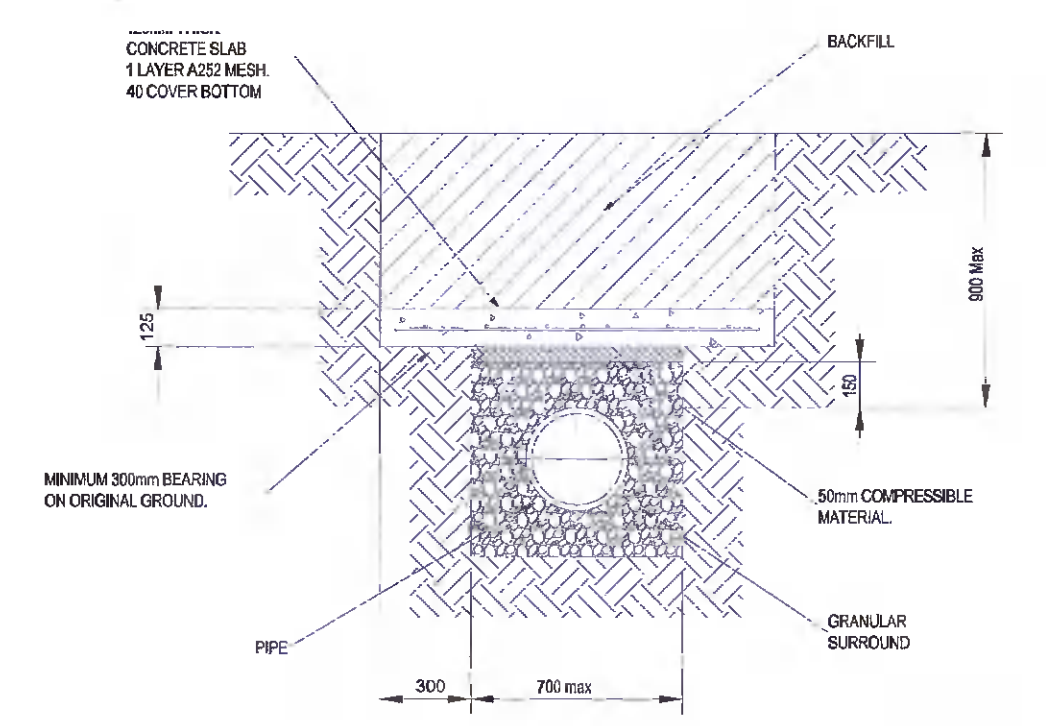 CONCRETE SLAB
1 LAYER A252 MESH.
40 COVER BOTTOM
BACKFILL
900 Max
125
150
MINIMUM 300mm BEARING
ON ORIGINAL GROUND.
50mm COMPRESSIBLE
MATERIAL.
GRANULAR
SURROUND
PIPE
300
700 max